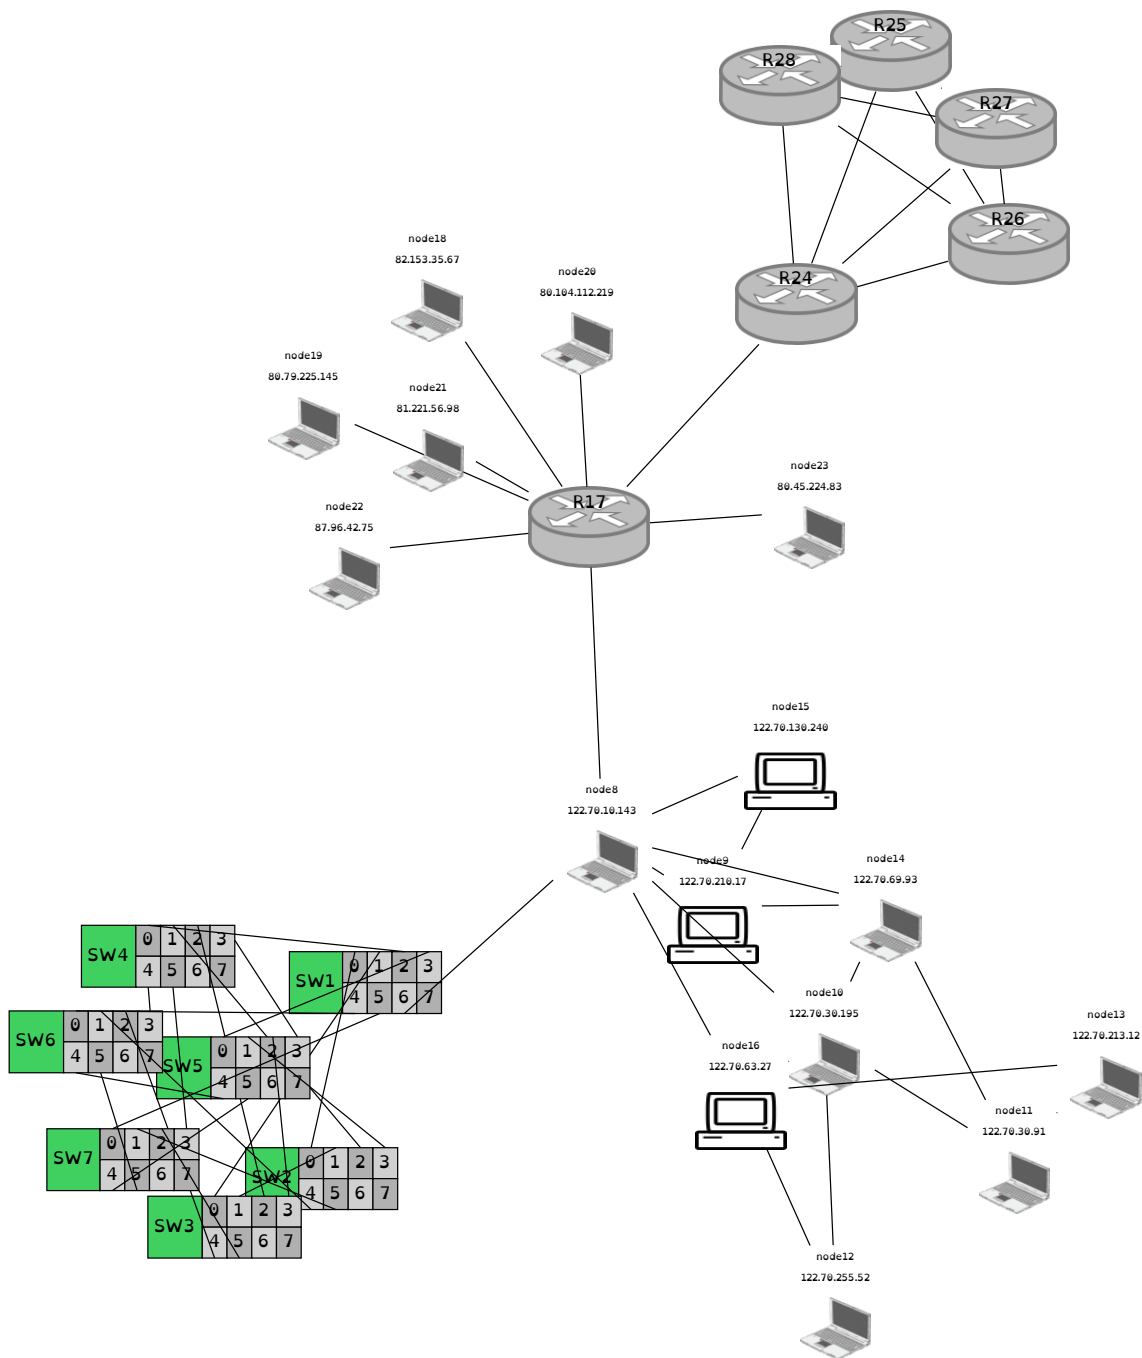 R25
R28
R27
R26
R24
node18
82.153.35.67
node20
80.104.112.219
node19
80.79.225.145
node21
81.221.56.98
node23
80.45.224.83
R17
node22
87.96.42.75
node15
122.70.130.240
node8
122.70.10.143
node9
122.70.210.17
node14
122.70.69.93
SW4
0 1 2 3
4 5 6 7
SW1
0 1 2 3
4 5 6 7
node10
122.70.30.195
node13
122.70.213.12
SW6
0 1 2 3
4 5 6 7
SW5
0 1 2 3
4 5 6 7
node16
122.70.63.27
node11
122.70.30.91
SW7
0 1 2 3
4 5 6 7
SW2
0 1 2 3
4 5 6 7
SW3
0 1 2 3
4 5 6 7
node12
122.70.255.52